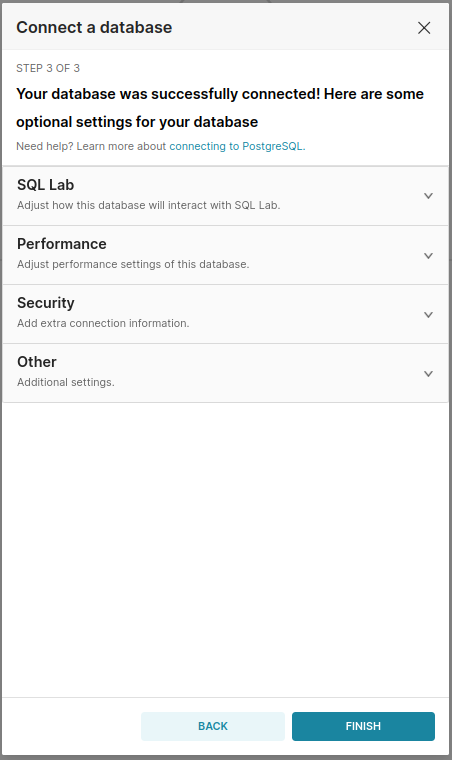 Connect a database
STEP 3 OF 3
Your database was successfully connected! Here are some
optional settings for your database
Need help? Learn more about connecting to PostgreSQL.
SQL Lab
Adjust how this database will interact with SQL Lab.
Performance
Adjust performance settings of this database.
Security
Add extra connection information.
Other
Additional settings.
BACK
FINISH